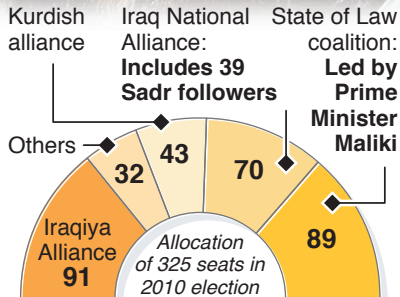 Kurdish
alliance
Iraq National
Alliance:
Includes 39
Sadr followers
State of Law
coalition:
Led by
Prime
Minister
Maliki
Others
32
43
70
89
Iraqiya
Alliance
91
Allocation
of 325 seats in
2010 election